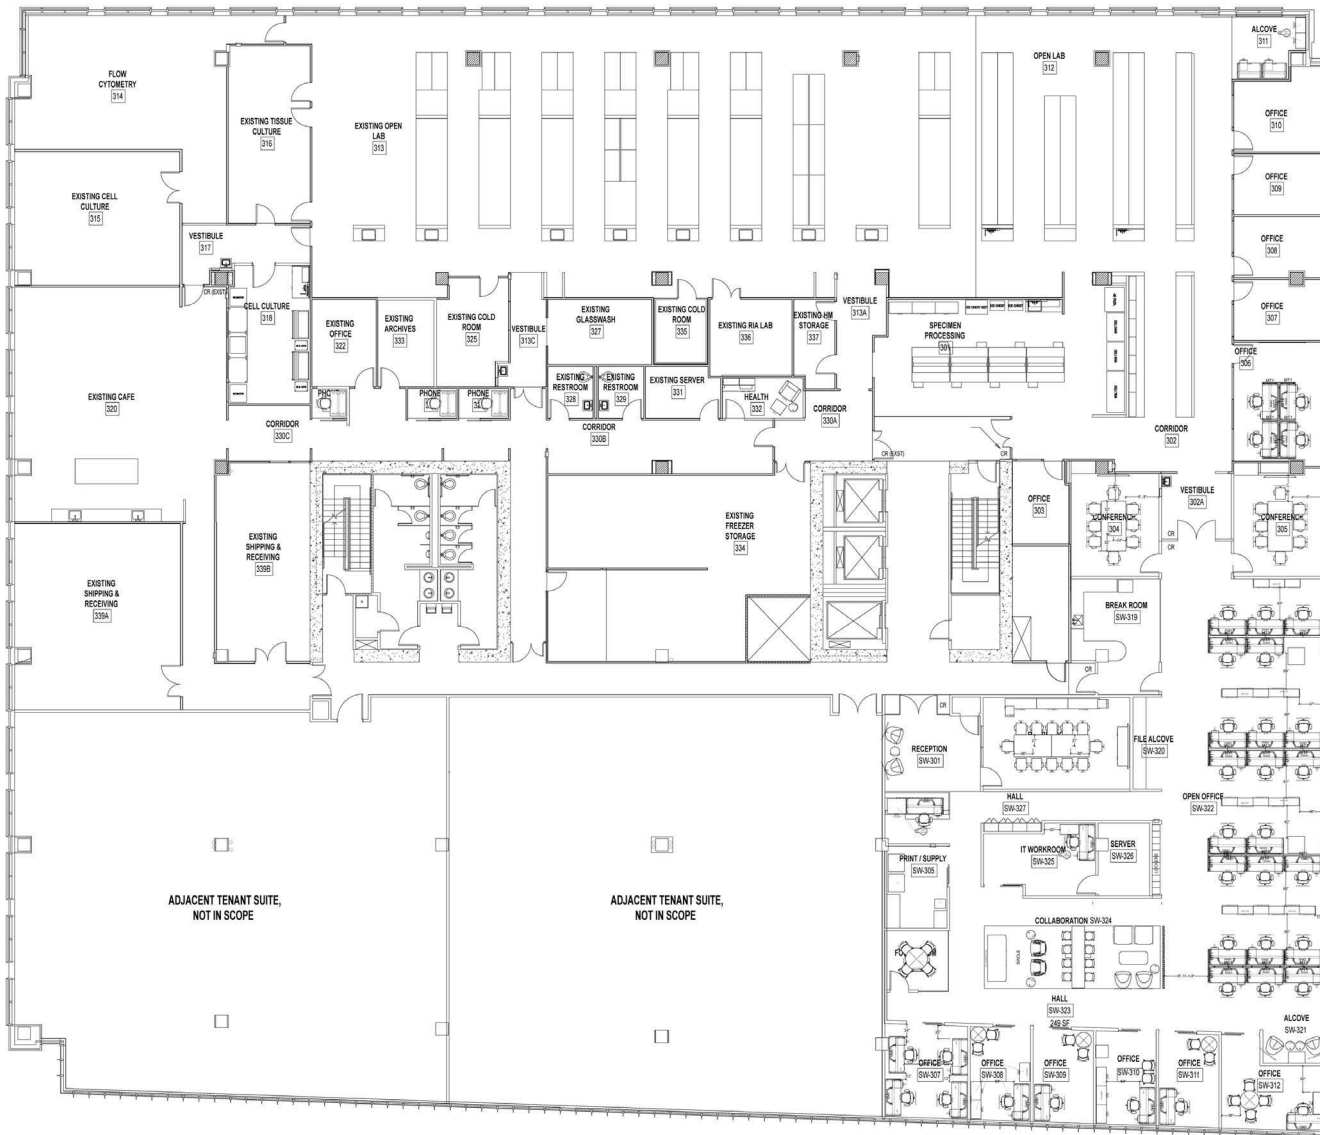 ALCOVE
311
FLOW
CYTOMETRY
314
OPEN LAB
312
EXISTING TISSUE
CULTURE
316
EXISTING OPEN
LAB
313
OFFICE
310
OFFICE
309
EXISTING CELL
CULTURE
315
VESTIBULE
317
OFFICE
308
CR (EXST)
CELL CULTURE
318
EXISTING
OFFICE
322
EXISTING
ARCHIVES
333
EXISTING COLD
ROOM
325
VESTIBULE
313C
EXISTING
GLASSWASH
327
EXISTING COLD
ROOM
335
EXISTING RIA LAB
336
EXISTING HM
STORAGE
337
VESTIBULE
313A
SPECIMEN
PROCESSING
301
OFFICE
307
OFFICE
306
EXISTING
RESTROOM
328
EXISTING
RESTROOM
329
EXISTING SERVER
331
HEALTH
332
PHONE
PHONE
EXISTING CAFE
320
CORRIDOR
330C
CORRIDOR
330B
CORRIDOR
330A
CR (EXST)
CR
CORRIDOR
302
EXISTING
SHIPPING &
RECEIVING
339B
EXISTING
FREEZER
STORAGE
334
OFFICE
303
CONFERENCE
304
VESTIBULE
302A
CONFERENCE
305
CR
CR
EXISTING
SHIPPING &
RECEIVING
339A
BREAK ROOM
SW-319
CR
CR
RECEPTION
SW-301
FILE ALCOVE
SW-320
HALL
SW-327
OPEN OFFICE
SW-322
IT WORKROOM
SW-325
SERVER
SW-326
PRINT / SUPPLY
SW-305
ADJACENT TENANT SUITE,
NOT IN SCOPE
ADJACENT TENANT SUITE,
NOT IN SCOPE
COLLABORATION SW-324
HALL
SW-323
249 SF
ALCOVE
SW-321
OFFICE
SW-307
OFFICE
SW-308
OFFICE
SW-309
OFFICE
SW-310
OFFICE
SW-311
OFFICE
SW-312